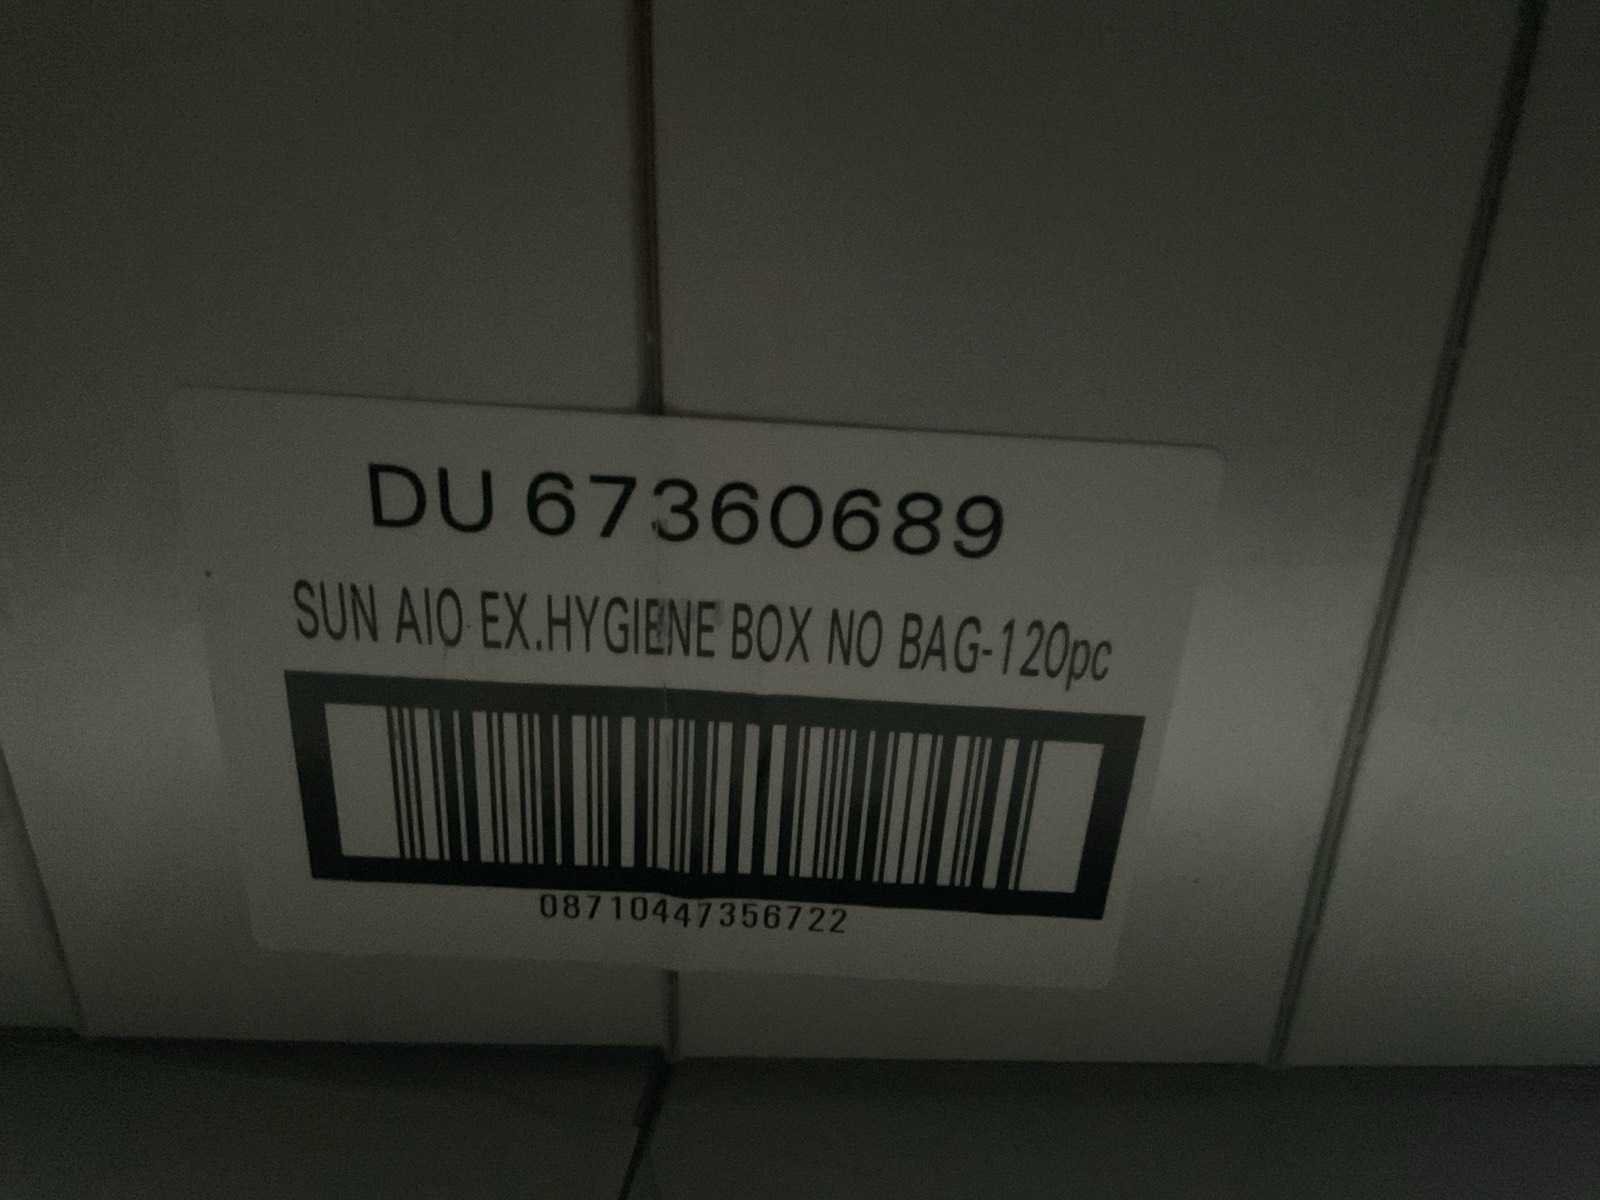 DU 67360689
SUN AIO EX.HYGIENE BOX NO BAG-120pc
08710447356722